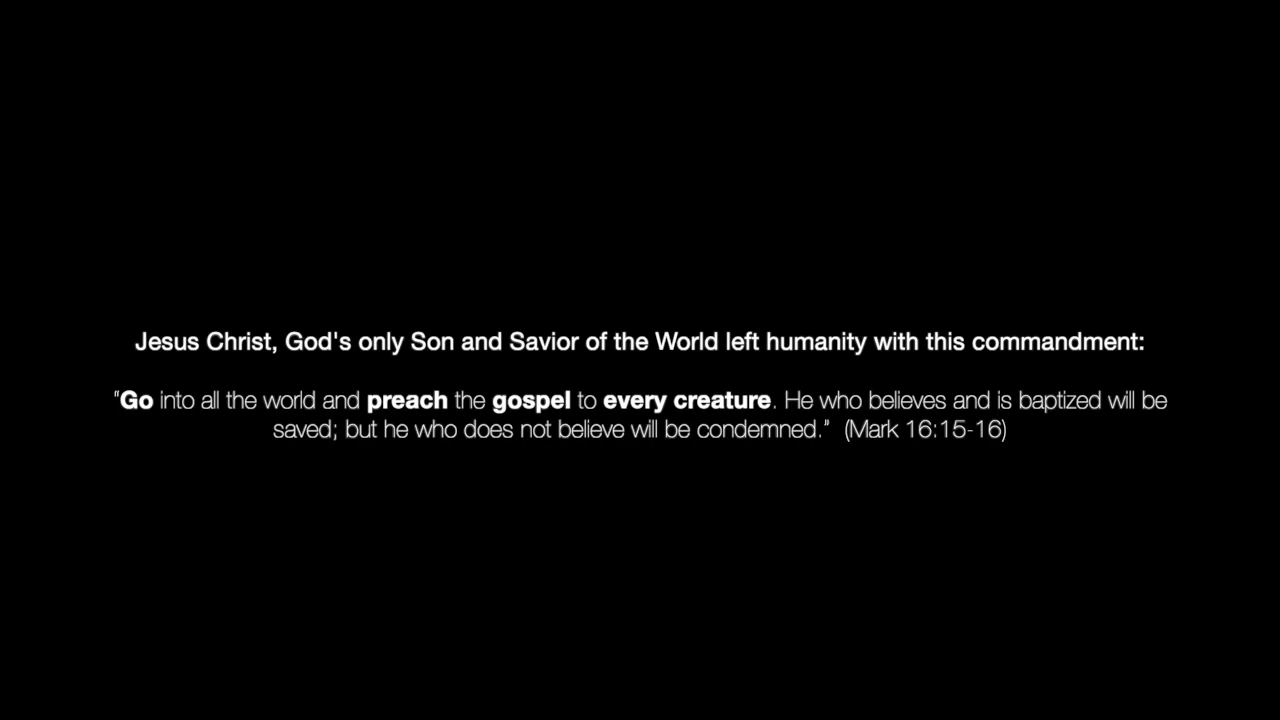 Jesus Christ, God's only Son and Savior of the World left humanity with this commandment:
"Go into all the world and preach the gospel to every creature. He who believes and is baptized will be
saved; but he who does not believe will be condemned." (Mark 16:15-16)